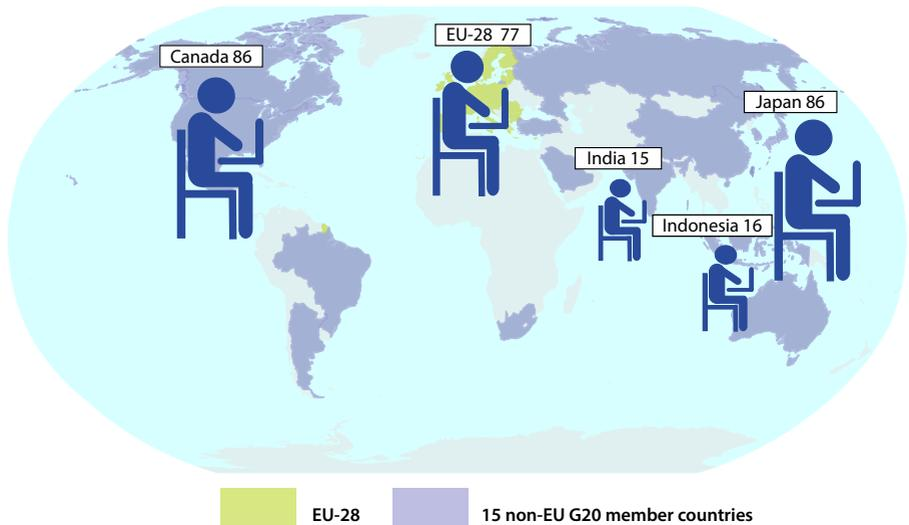 EU-28 77
Canada 86
Japan 86
India 15
Indonesia 16
EU-28
15 non-EU G20 member countries